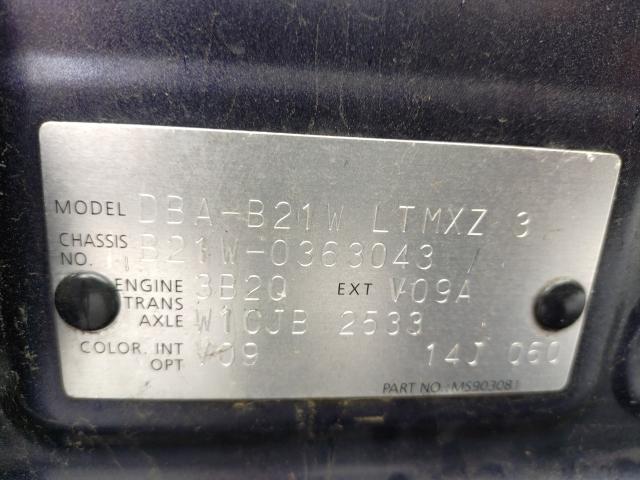 MODEL DBA-B21W LTMXZ 3
CHASSIS NO. B21W-0363043
ENGINE 3B20 EXT V09A
TRANS AXLE W1CJB 2533
COLOR. INT OPT V09 14J 060
PART NO. MS903081